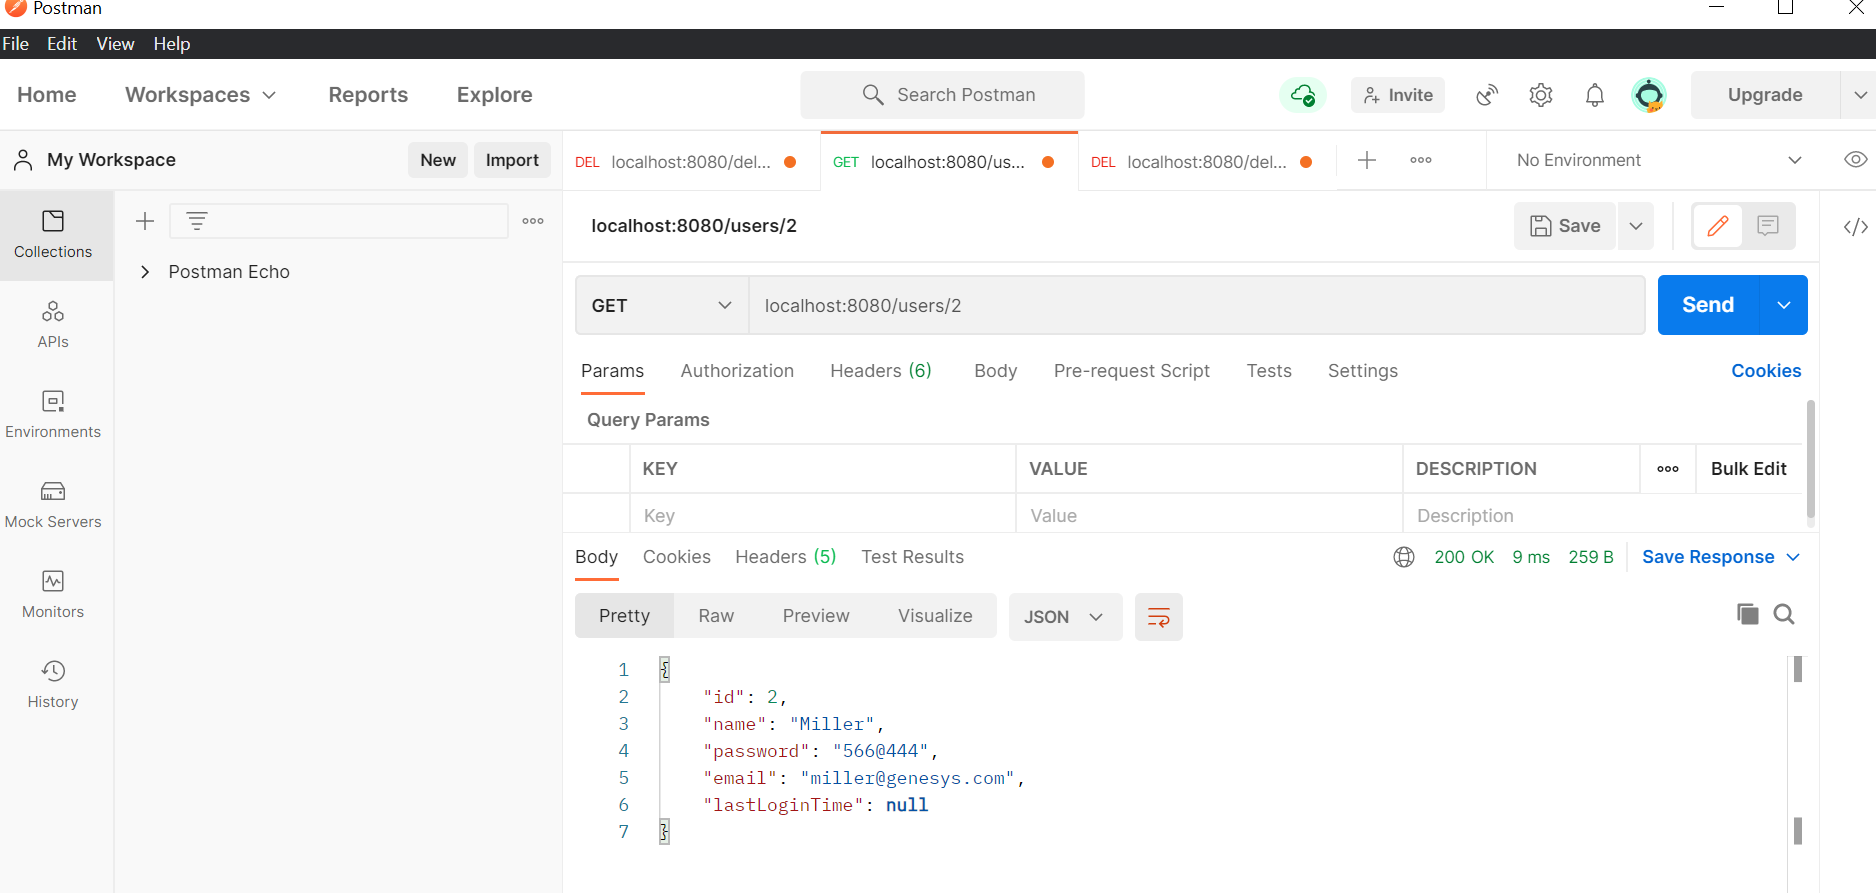 Postman
File Edit View Help
Home Workspaces Reports Explore Search Postman Invite Upgrade
My Workspace New Import
DEL localhost:8080/del... GET localhost:8080/us... DEL localhost:8080/del... No Environment
Collections
APIs
Environments
Mock Servers
Monitors
History
Postman Echo
localhost:8080/users/2 Save
GET localhost:8080/users/2 Send
Params Authorization Headers (6) Body Pre-request Script Tests Settings Cookies
Query Params
KEY VALUE DESCRIPTION Bulk Edit
Key Value Description
Body Cookies Headers (5) Test Results 200 OK 9 ms 259 B Save Response
Pretty Raw Preview Visualize JSON
1 {
2 "id": 2,
3 "name": "Miller",
4 "password": "566@444",
5 "email": "miller@genesys.com",
6 "lastLoginTime": null
7 }